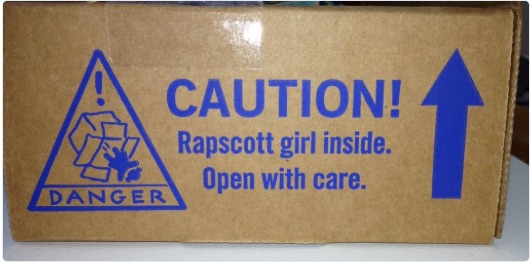 !
DANGER
CAUTION!
Rapscott girl inside.
Open with care.